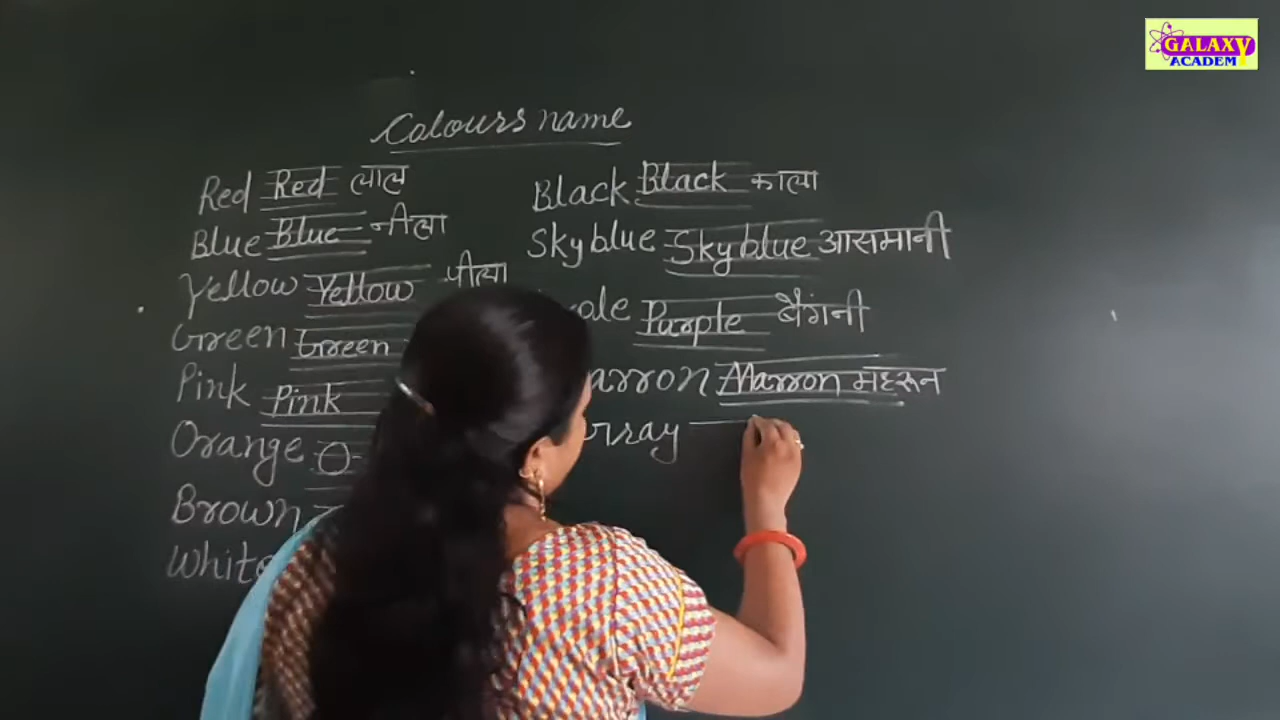 GALAXY
ACADEM
Colours name
Red Red लाल
Blue Blue नीला
Yellow Yellow पीला
Green Green
Pink Pink
Orange
Brown
White
Black Black काला
Sky blue Sky blue आसमानी
Purple बैंगनी
Marron महरून